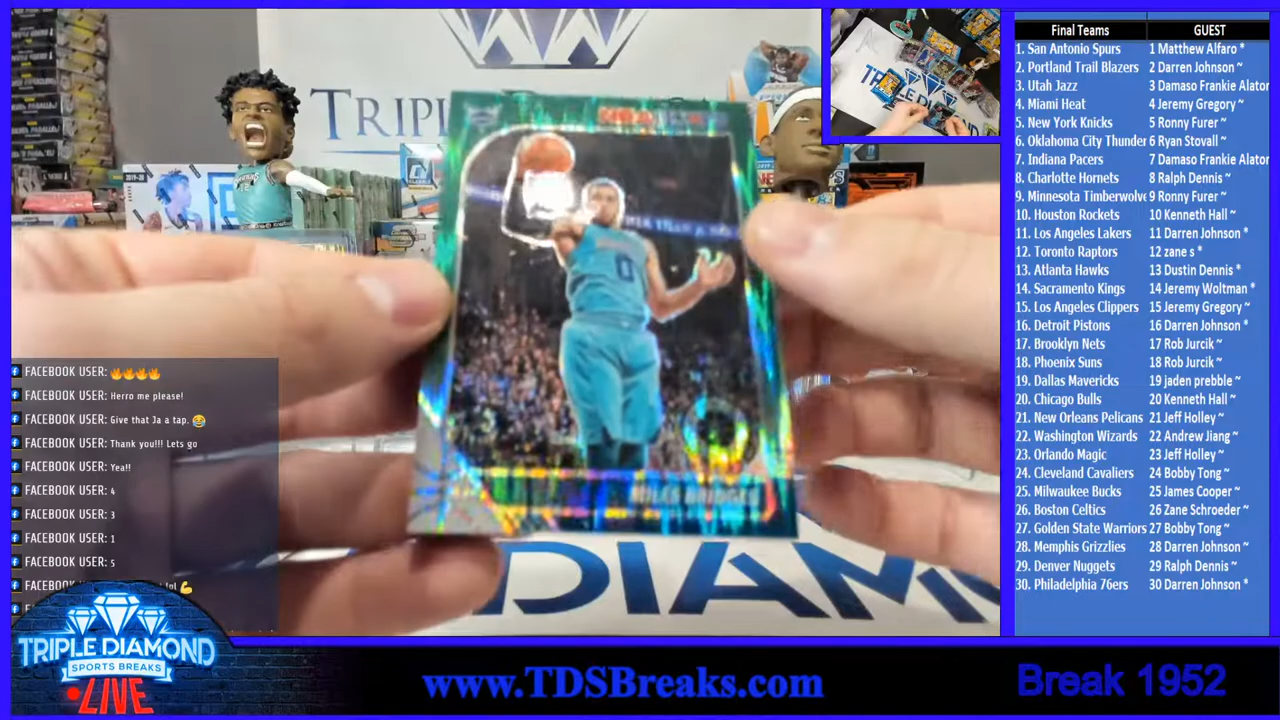 TRIPL
NBA HOOPS
0
MILES BRIDGES
DIAM
2019-20
TRIPLE
DIAMOND
FACEBOOK USER: 🔥🔥🔥🔥
FACEBOOK USER: Herro me please!
FACEBOOK USER: Give that Ja a tap. 😂
FACEBOOK USER: Thank you!!! Lets go
FACEBOOK USER: Yea!!
FACEBOOK USER: 4
FACEBOOK USER: 3
FACEBOOK USER: 1
FACEBOOK USER: 5
FACEBOOK
lol 💪
TRIPLE DIAMOND
SPORTS BREAKS
LIVE
www.TDSBreaks.com
Break 1952
Final Teams GUEST
1. San Antonio Spurs 1 Matthew Alfaro *
2. Portland Trail Blazers 2 Darren Johnson ~
3. Utah Jazz 3 Damaso Frankie Alator
4. Miami Heat 4 Jeremy Gregory ~
5. New York Knicks 5 Ronny Furer ~
6. Oklahoma City Thunder 6 Ryan Stovall ~
7. Indiana Pacers 7 Damaso Frankie Alator
8. Charlotte Hornets 8 Ralph Dennis ~
9. Minnesota Timberwolve 9 Ronny Furer ~
10. Houston Rockets 10 Kenneth Hall ~
11. Los Angeles Lakers 11 Darren Johnson *
12. Toronto Raptors 12 zane s *
13. Atlanta Hawks 13 Dustin Dennis *
14. Sacramento Kings 14 Jeremy Woltman *
15. Los Angeles Clippers 15 Jeremy Gregory ~
16. Detroit Pistons 16 Darren Johnson *
17. Brooklyn Nets 17 Rob Jurcik ~
18. Phoenix Suns 18 Rob Jurcik ~
19. Dallas Mavericks 19 jaden prebble ~
20. Chicago Bulls 20 Kenneth Hall ~
21. New Orleans Pelicans 21 Jeff Holley ~
22. Washington Wizards 22 Andrew Jiang ~
23. Orlando Magic 23 Jeff Holley ~
24. Cleveland Cavaliers 24 Bobby Tong ~
25. Milwaukee Bucks 25 James Cooper ~
26. Boston Celtics 26 Zane Schroeder ~
27. Golden State Warriors 27 Bobby Tong ~
28. Memphis Grizzlies 28 Darren Johnson ~
29. Denver Nuggets 29 Ralph Dennis ~
30. Philadelphia 76ers 30 Darren Johnson *